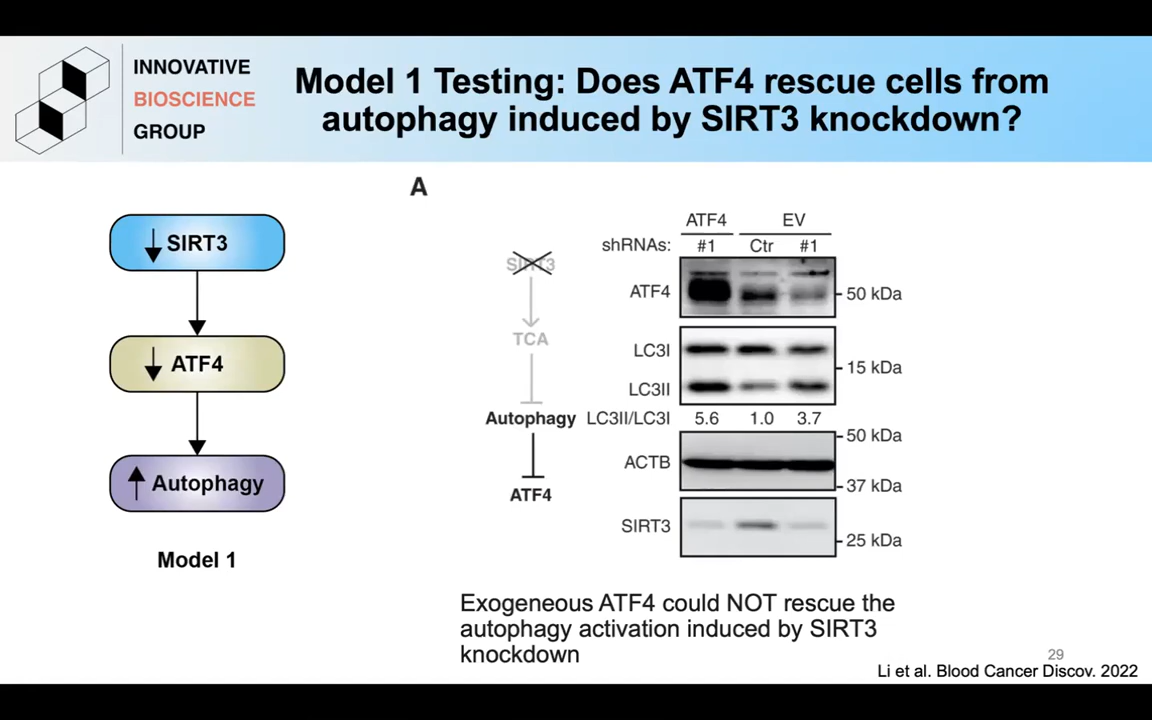 INNOVATIVE
BIOSCIENCE
GROUP
Model 1 Testing: Does ATF4 rescue cells from
autophagy induced by SIRT3 knockdown?
SIRT3
ATF4
Autophagy
Model 1
A
SIRT3
TCA
Autophagy
ATF4
ATF4 EV
shRNAs: #1 Ctr #1
ATF4 50 kDa
LC3I
15 kDa
LC3II
LC3II/LC3I 5.6 1.0 3.7
50 kDa
ACTB
37 kDa
SIRT3
25 kDa
Exogeneous ATF4 could NOT rescue the
autophagy activation induced by SIRT3
knockdown
29
Li et al. Blood Cancer Discov. 2022